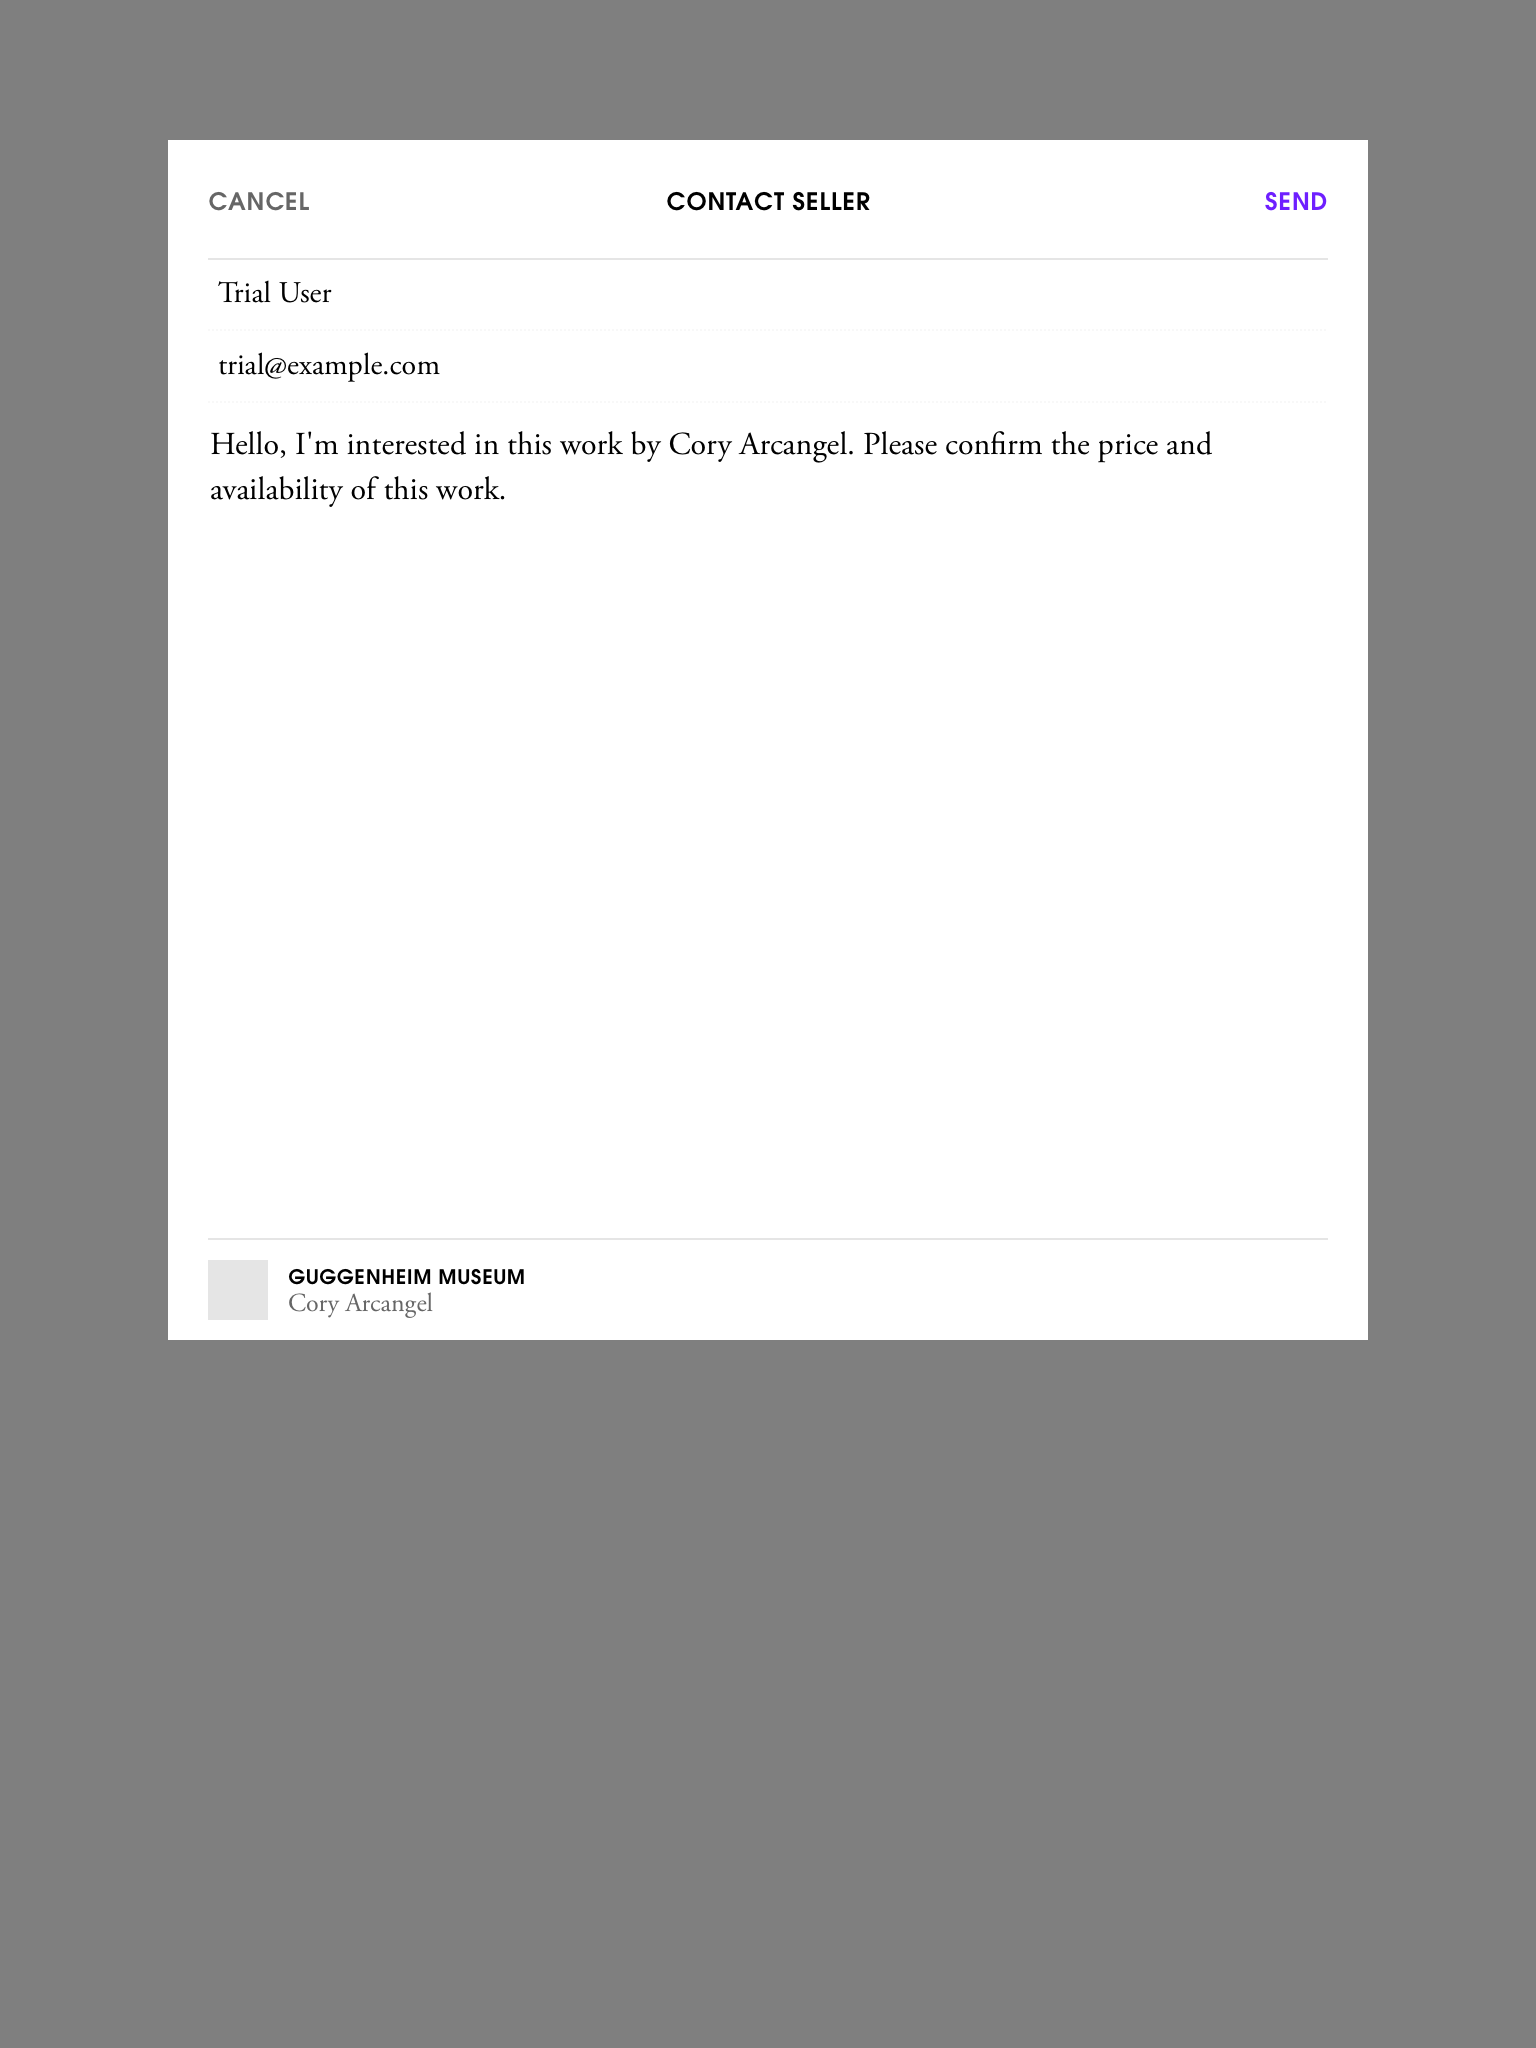 CANCEL CONTACT SELLER SEND
Trial User
trial@example.com
Hello, I'm interested in this work by Cory Arcangel. Please confirm the price and
availability of this work.
GUGGENHEIM MUSEUM
Cory Arcangel